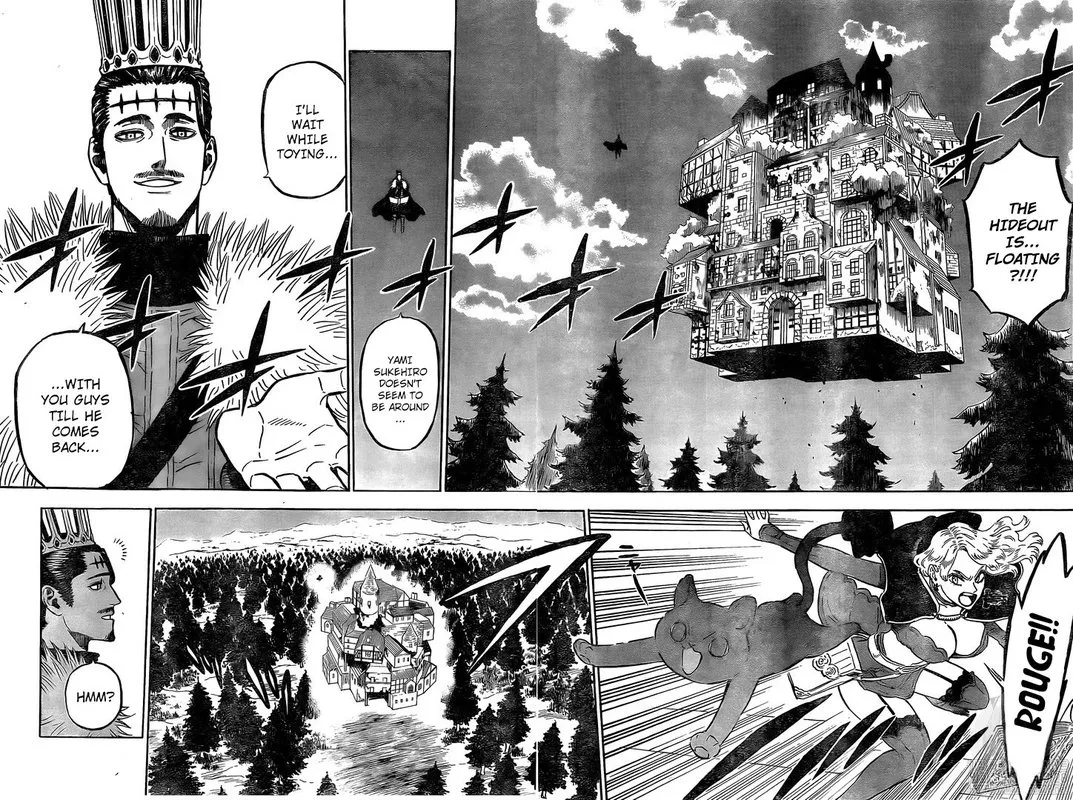 THE
HIDEOUT
IS...
FLOATING
?!!!
YAMI
SUKEHIRO
DOESN'T
SEEM TO
BE AROUND
...
I'LL
WAIT
WHILE
TOYING...
...WITH
YOU GUYS
TILL HE
COMES
BACK...
ROUGE!!
HMM?